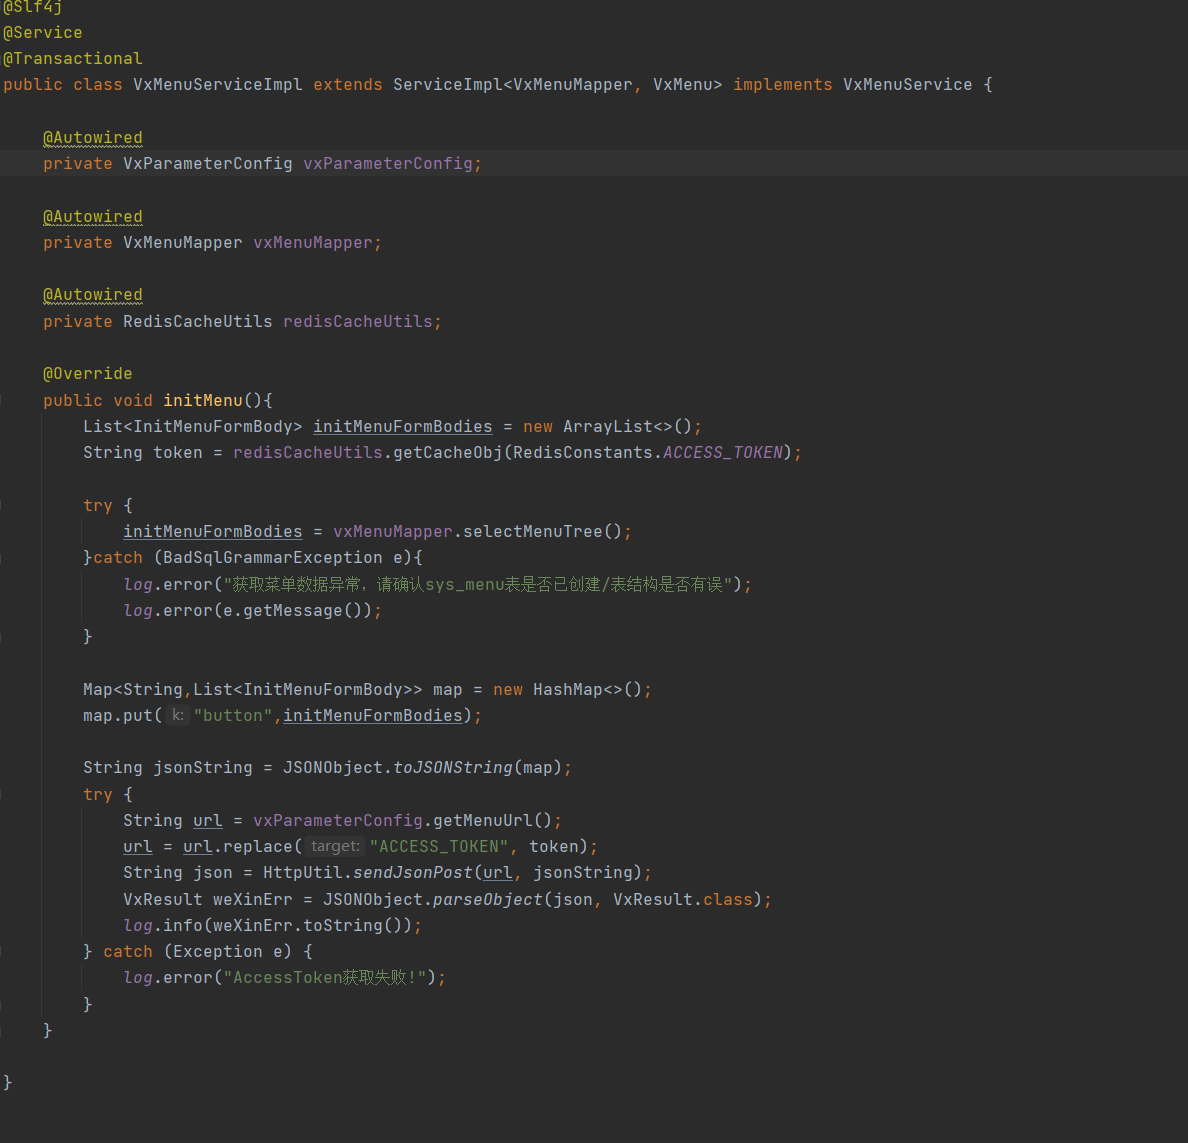 @Slf4j
@Service
@Transactional
public class VxMenuServiceImpl extends ServiceImpl<VxMenuMapper, VxMenu> implements VxMenuService {
@Autowired
private VxParameterConfig vxParameterConfig;
@Autowired
private VxMenuMapper vxMenuMapper;
@Autowired
private RedisCacheUtils redisCacheUtils;
@Override
public void initMenu(){
List<InitMenuFormBody> initMenuFormBodies = new ArrayList<>();
String token = redisCacheUtils.getCacheObj(RedisConstants.ACCESS_TOKEN);
try {
initMenuFormBodies = vxMenuMapper.selectMenuTree();
}catch (BadSqlGrammarException e){
log.error("获取菜单数据异常，请确认sys_menu表是否已创建/表结构是否有误");
log.error(e.getMessage());
}
Map<String,List<InitMenuFormBody>> map = new HashMap<>();
map.put( k: "button",initMenuFormBodies);
String jsonString = JSONObject.toJSONString(map);
try {
String url = vxParameterConfig.getMenuUrl();
url = url.replace( target: "ACCESS_TOKEN", token);
String json = HttpUtil.sendJsonPost(url, jsonString);
VxResult weXinErr = JSONObject.parseObject(json, VxResult.class);
log.info(weXinErr.toString());
} catch (Exception e) {
log.error("AccessToken获取失败!");
}
}
}